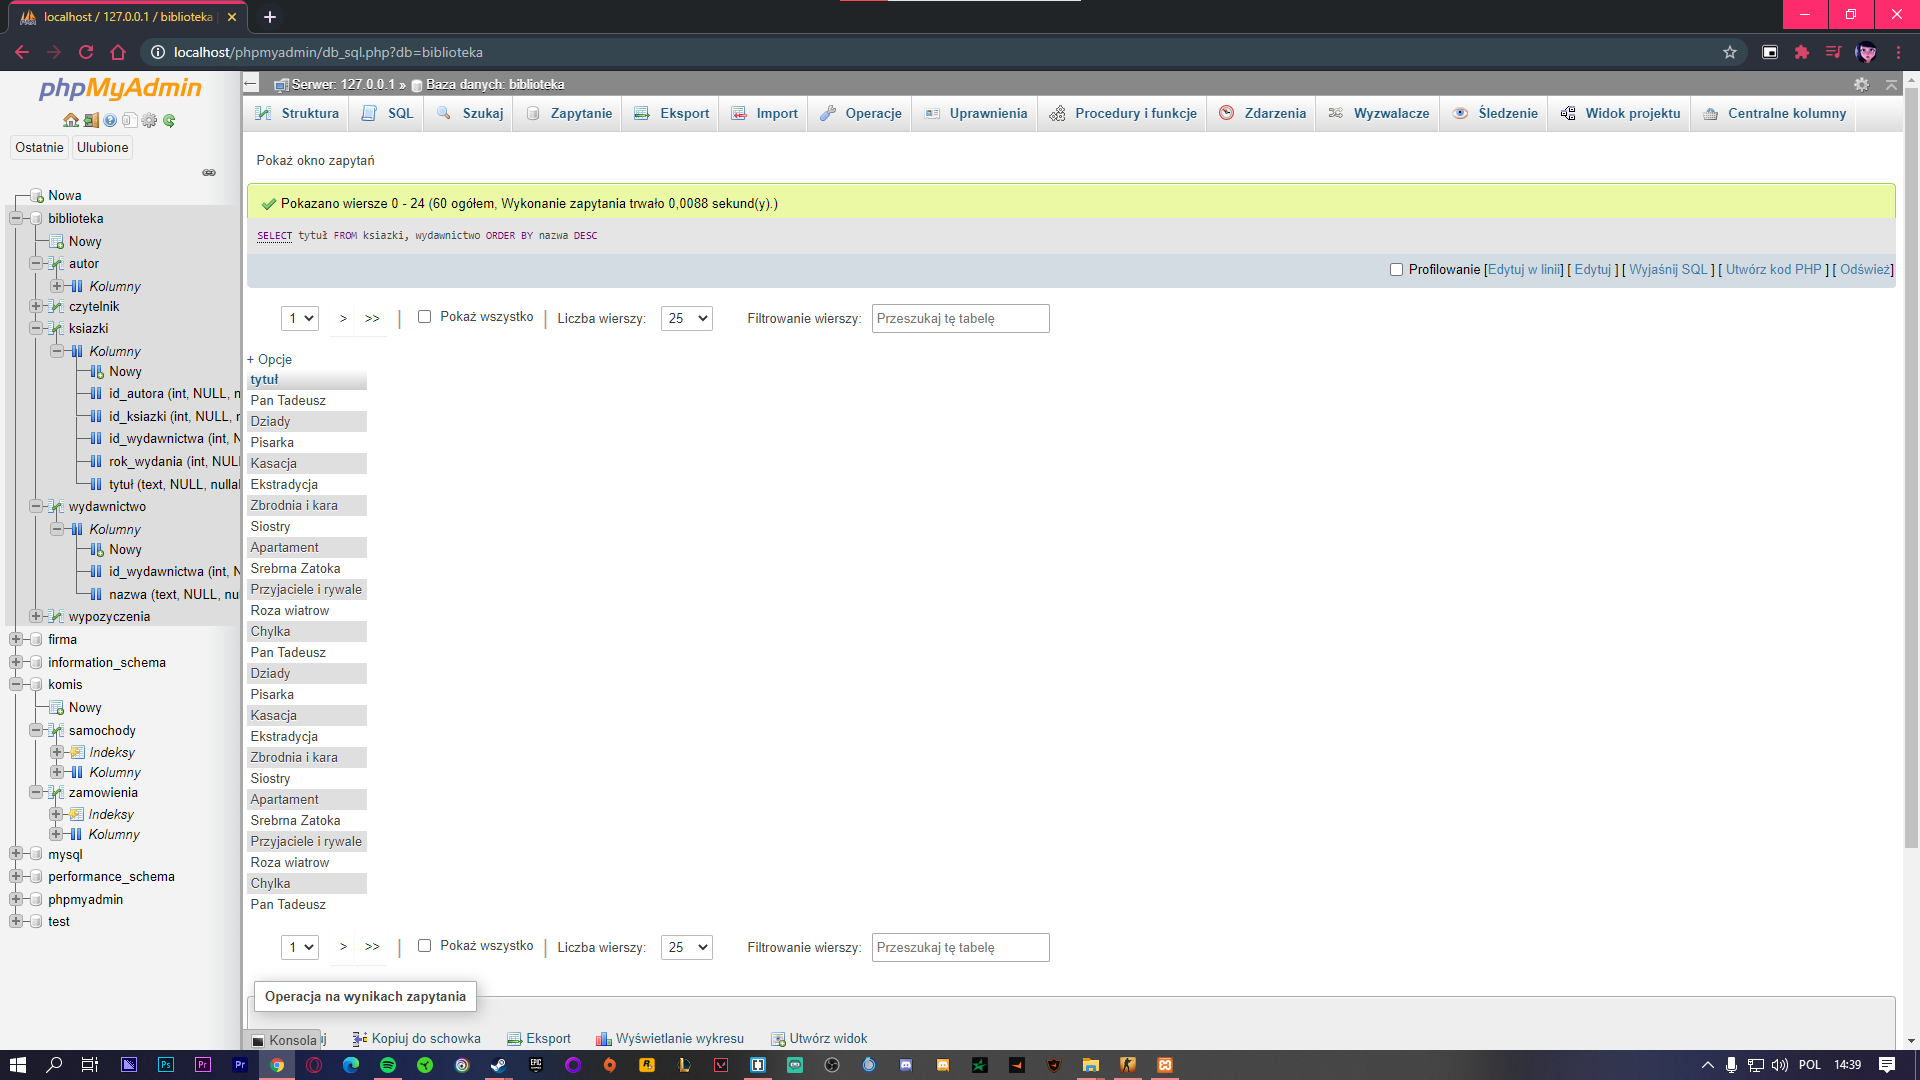 localhost / 127.0.0.1 / biblioteka
localhost/phpmyadmin/db_sql.php?db=biblioteka
phpMyAdmin
Ostatnie
Ulubione
Nowa
biblioteka
Nowy
autor
Kolumny
czytelnik
ksiazki
Kolumny
Nowy
id_autora (int, NULL, n
id_ksiazki (int, NULL, r
id_wydawnictwa (int, N
rok_wydania (int, NUL
tytuł (text, NULL, nulla
wydawnictwo
Kolumny
Nowy
id_wydawnictwa (int, N
nazwa (text, NULL, nu
wypozyczenia
firma
information_schema
komis
Nowy
samochody
Indeksy
Kolumny
zamowienia
Indeksy
Kolumny
mysql
performance_schema
phpmyadmin
test
Serwer: 127.0.0.1 » Baza danych: biblioteka
Struktura SQL Szukaj Zapytanie Eksport Import Operacje Uprawnienia Procedury i funkcje Zdarzenia Wyzwalacze Śledzenie Widok projektu Centralne kolumny
Pokaż okno zapytań
Pokazano wiersze 0 - 24 (60 ogółem, Wykonanie zapytania trwało 0,0088 sekund(y).)
SELECT tytuł FROM ksiazki, wydawnictwo ORDER BY nazwa DESC
Profilowanie [Edytuj w linii] [ Edytuj ] [ Wyjaśnij SQL ] [ Utwórz kod PHP ] [ Odśwież]
1 > >> | Pokaż wszystko | Liczba wierszy: 25 Filtrowanie wierszy: Przeszukaj tę tabelę
+ Opcje
tytuł
Pan Tadeusz
Dziady
Pisarka
Kasacja
Ekstradycja
Zbrodnia i kara
Siostry
Apartament
Srebrna Zatoka
Przyjaciele i rywale
Roza wiatrow
Chylka
Pan Tadeusz
Dziady
Pisarka
Kasacja
Ekstradycja
Zbrodnia i kara
Siostry
Apartament
Srebrna Zatoka
Przyjaciele i rywale
Roza wiatrow
Chylka
Pan Tadeusz
1 > >> | Pokaż wszystko | Liczba wierszy: 25 Filtrowanie wierszy: Przeszukaj tę tabelę
Operacja na wynikach zapytania
Konsola
Kopiuj do schowka Eksport Wyświetlanie wykresu Utwórz widok
Ps Pr Pr
POL 14:39